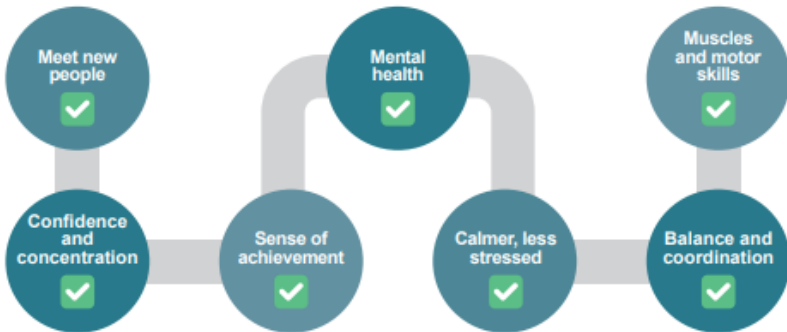 Meet new
people
Confidence
and
concentration
Sense of
achievement
Mental
health
Calmer, less
stressed
Balance and
coordination
Muscles
and motor
skills